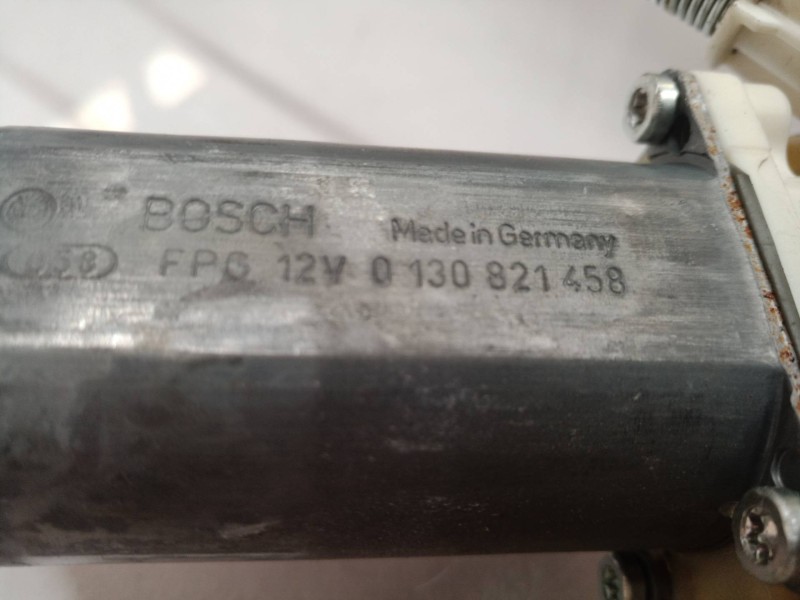 BOSCH Made in Germany
FPG 12V 0 130 821 458